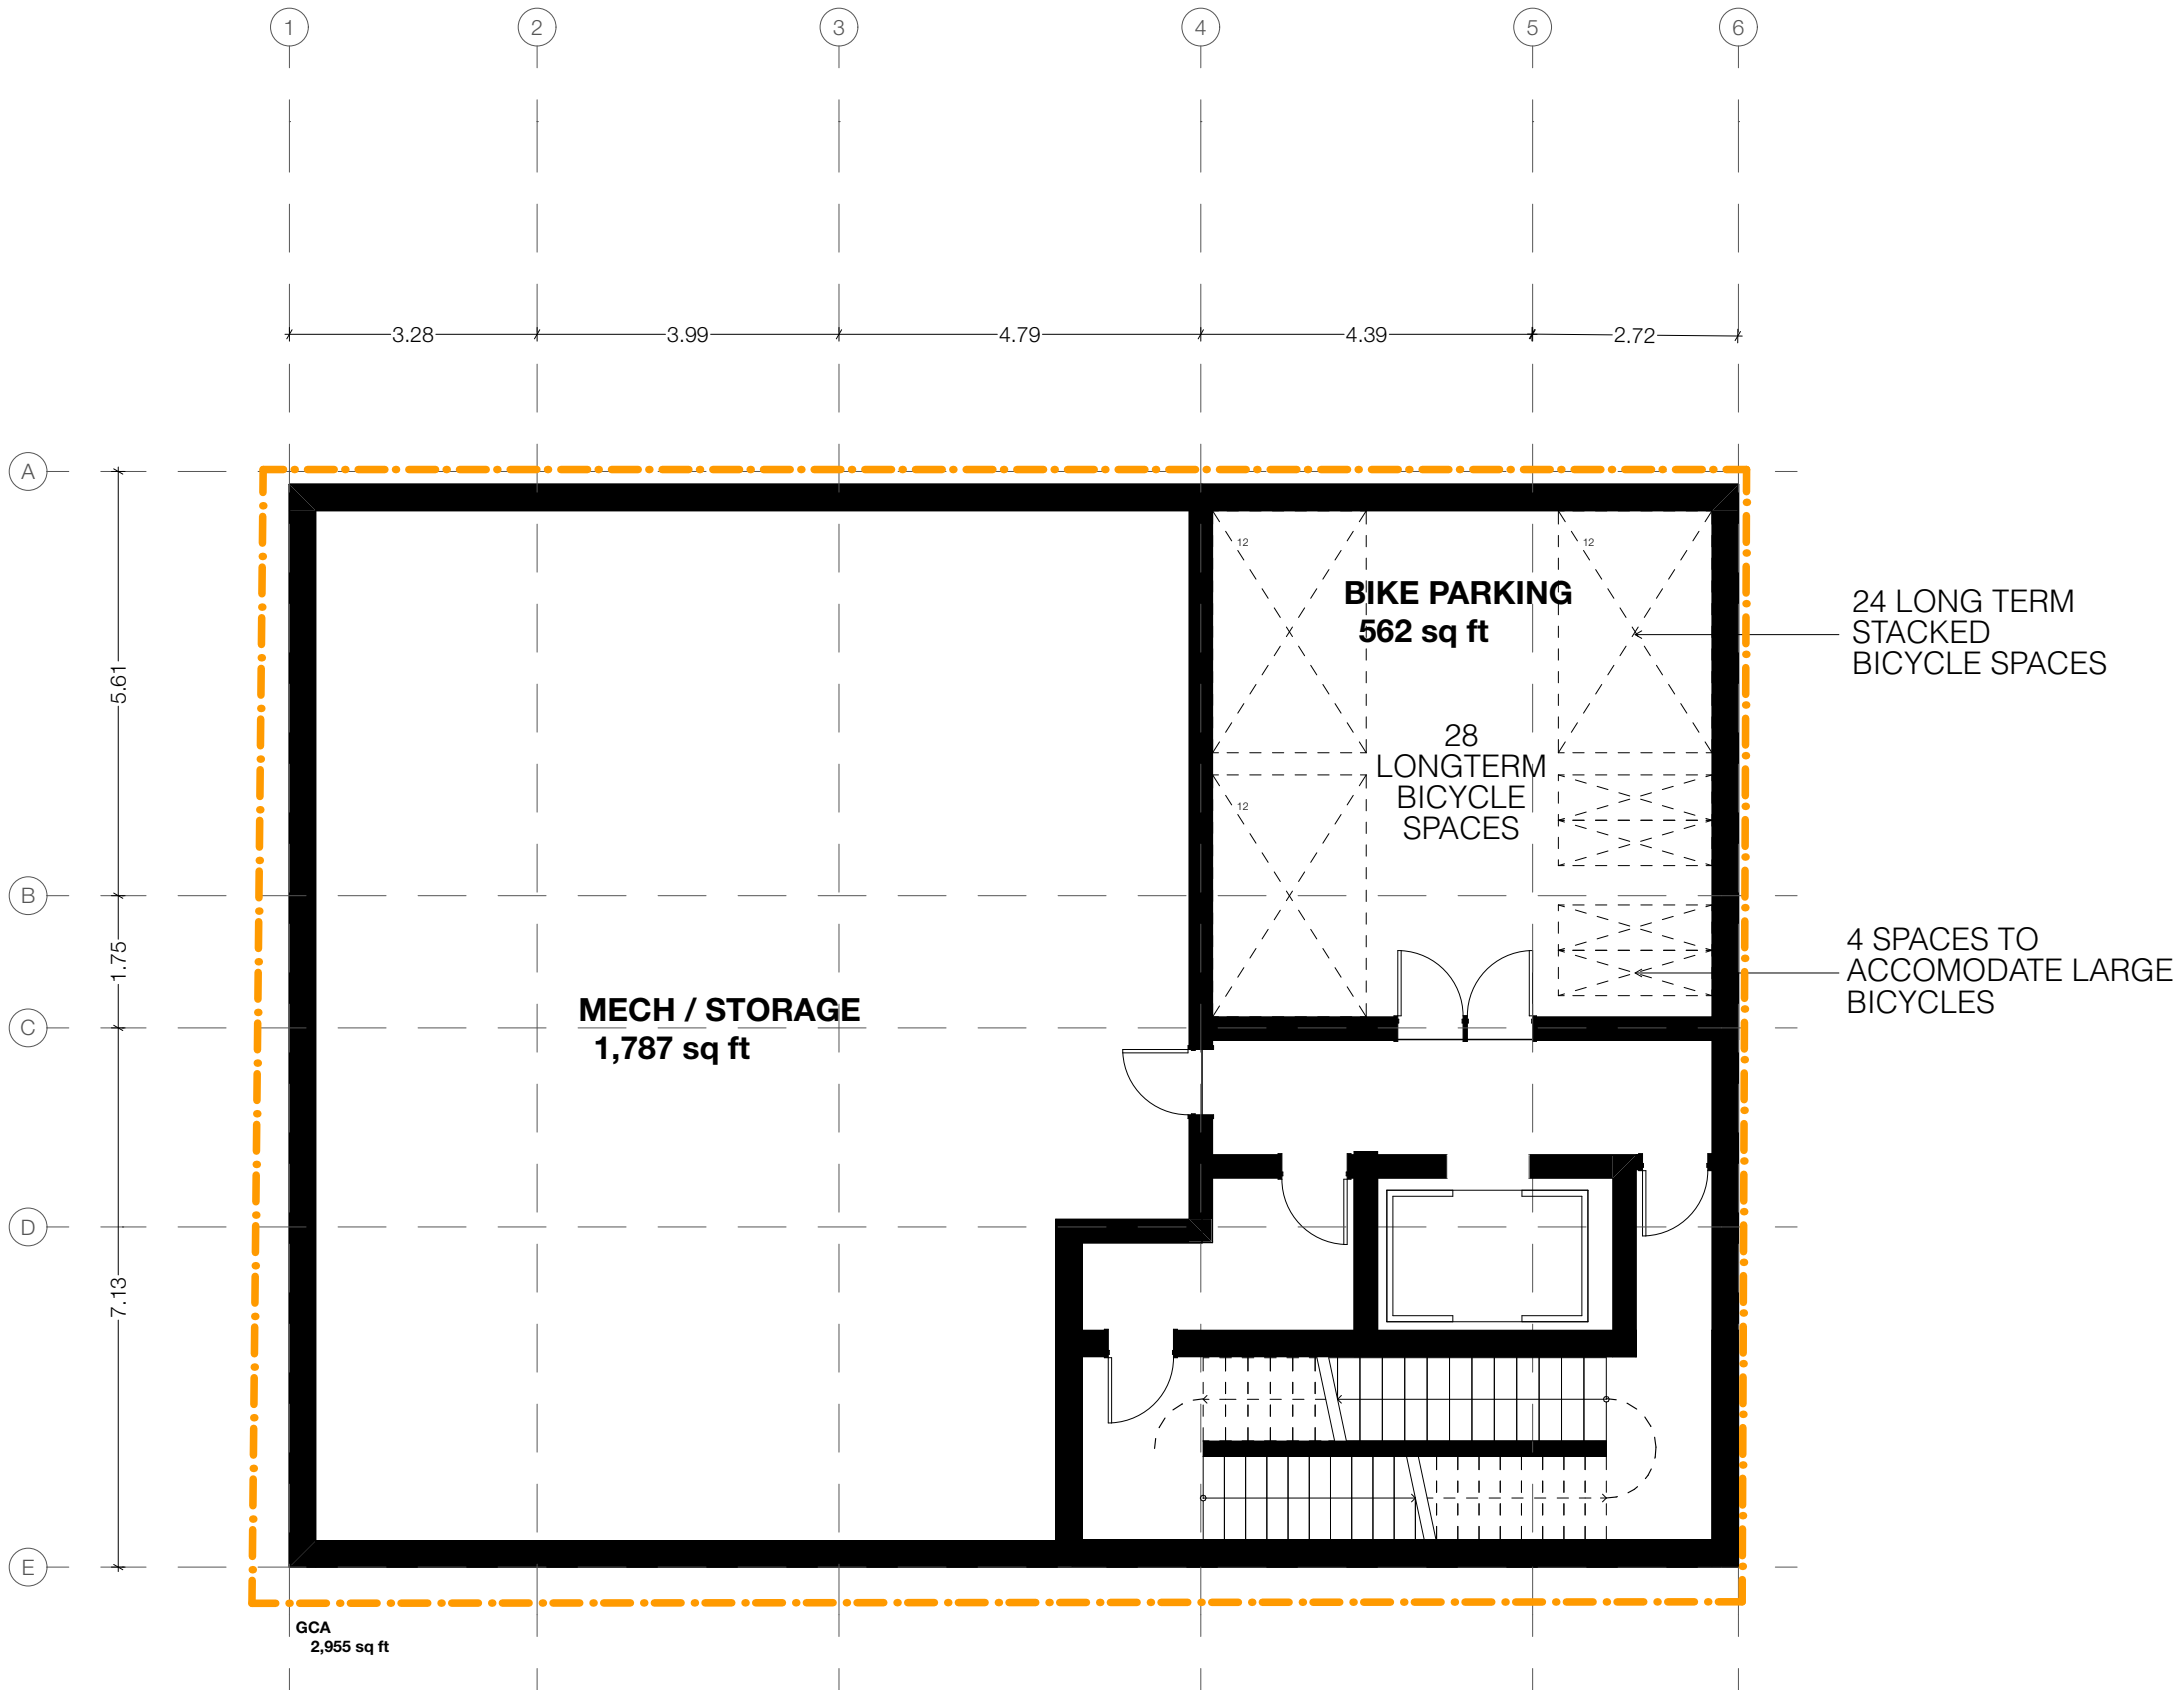 1
2
3
4
5
6
3.28
3.99
4.79
4.39
2.72
A
B
C
D
E
5.61
1.75
7.13
12
12
12
BIKE PARKING
562 sq ft
24 LONG TERM
STACKED
BICYCLE SPACES
28
LONGTERM
BICYCLE
SPACES
4 SPACES TO
ACCOMODATE LARGE
BICYCLES
MECH / STORAGE
1,787 sq ft
GCA
2,955 sq ft